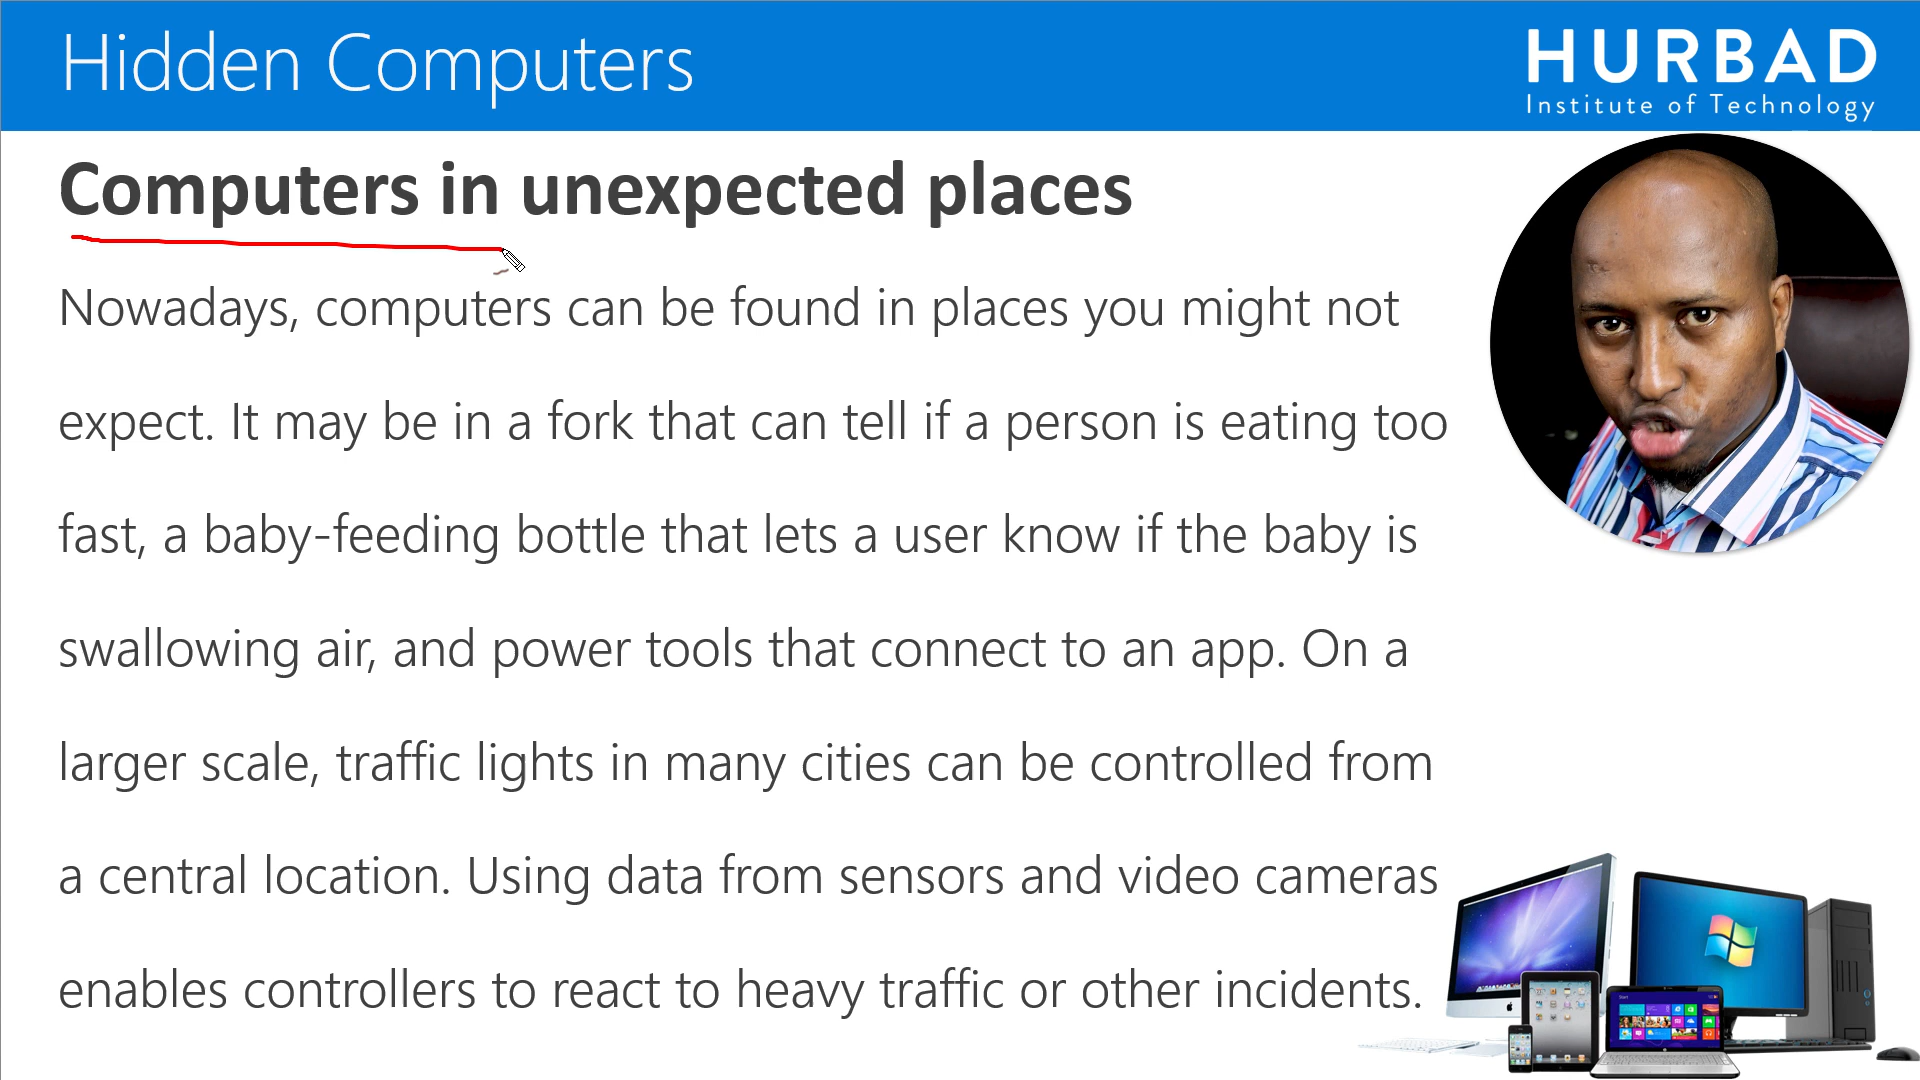 Hidden Computers
HURBAD
Institute of Technology
Computers in unexpected places
Nowadays, computers can be found in places you might not
expect. It may be in a fork that can tell if a person is eating too
fast, a baby-feeding bottle that lets a user know if the baby is
swallowing air, and power tools that connect to an app. On a
larger scale, traffic lights in many cities can be controlled from
a central location. Using data from sensors and video cameras
enables controllers to react to heavy traffic or other incidents.
Start